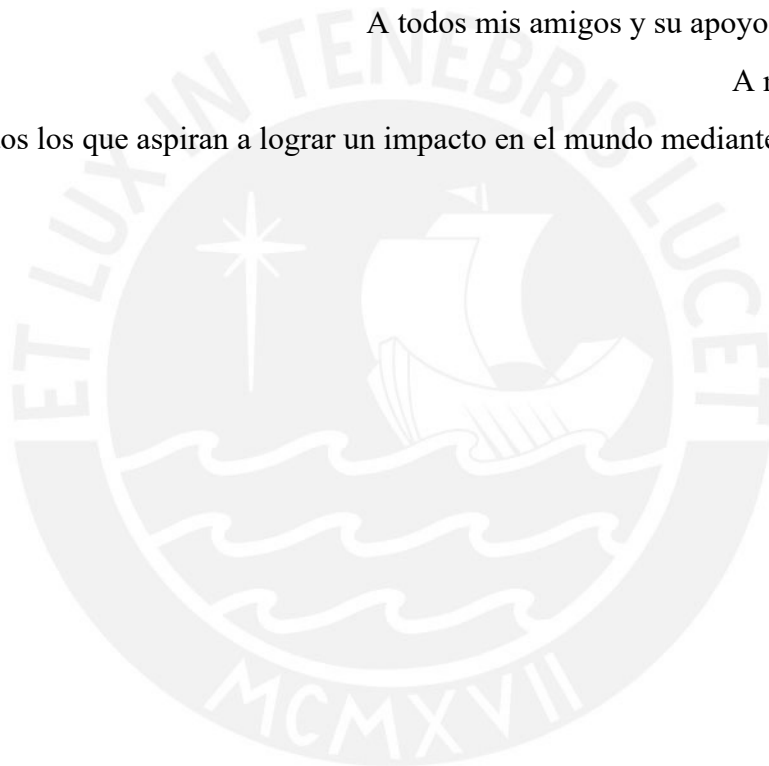 A todos mis amigos y su apoyo
A
los que aspiran a lograr un impacto en el mundo mediante
ET LUX IN TENEBRIS LUCET
MCMXVII